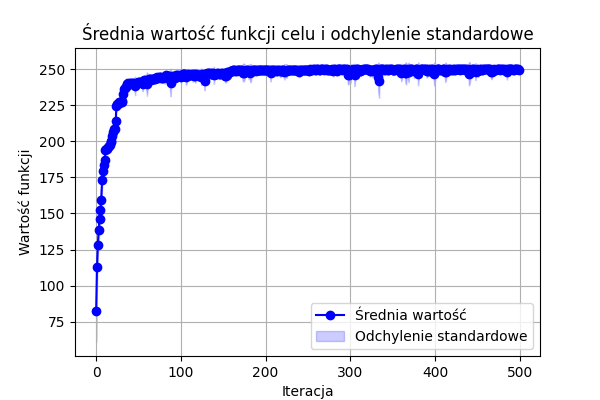 Średnia wartość funkcji celu i odchylenie standardowe
Wartość funkcji
250
225
200
175
150
125
100
75
0 100 200 300 400 500
Iteracja
Średnia wartość
Odchylenie standardowe